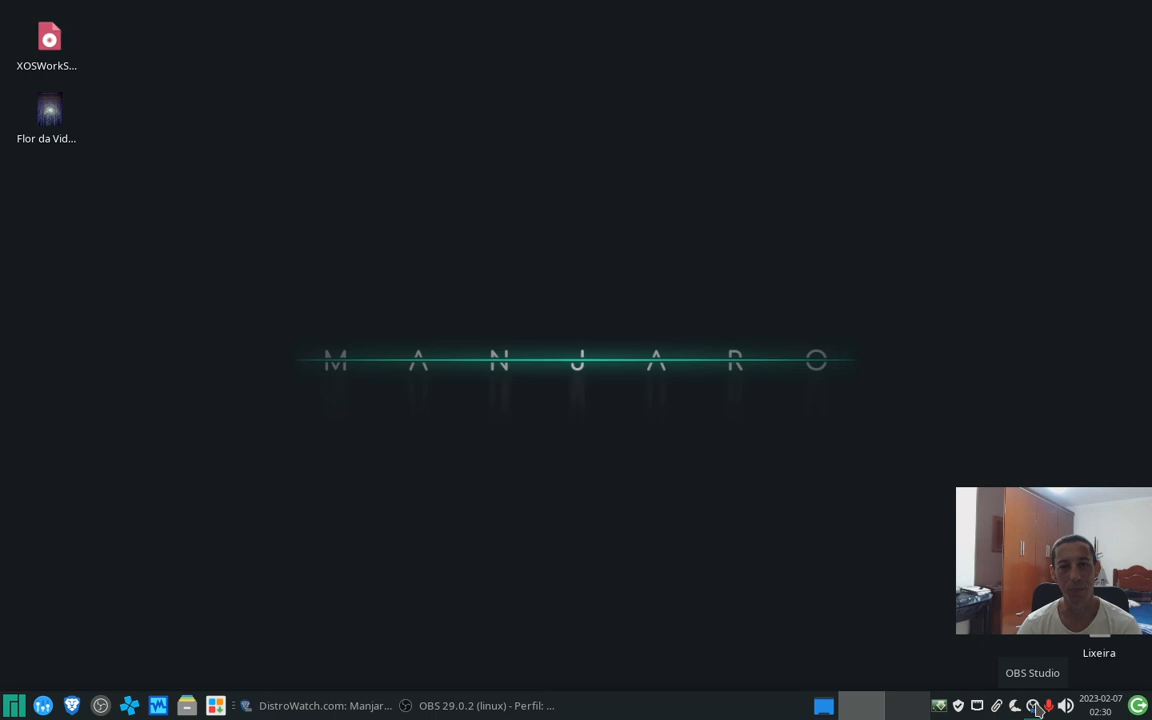 XOSWorkS...
Flor da Vid...
MANJARO
Lixeira
OBS Studio
DistroWatch.com: Manjar...
OBS 29.0.2 (linux) - Perfil: ...
2023-02-07
02:30